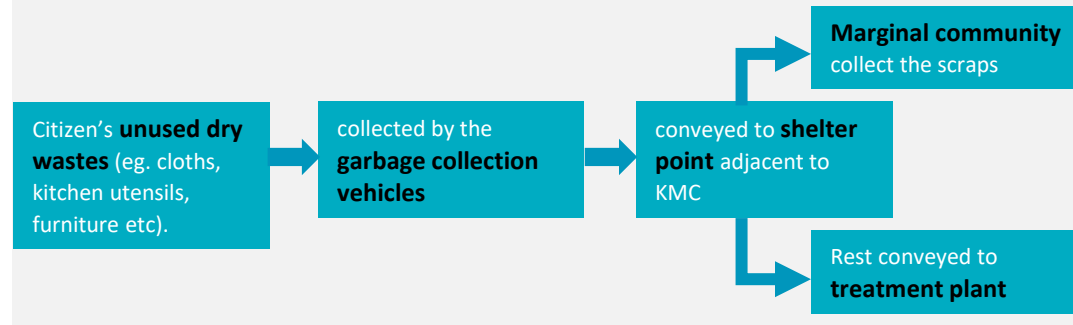 Citizen's unused dry
wastes (eg. cloths,
kitchen utensils,
furniture etc).
collected by the
garbage collection
vehicles
conveyed to shelter
point adjacent to
KMC
Marginal community
collect the scraps
Rest conveyed to
treatment plant